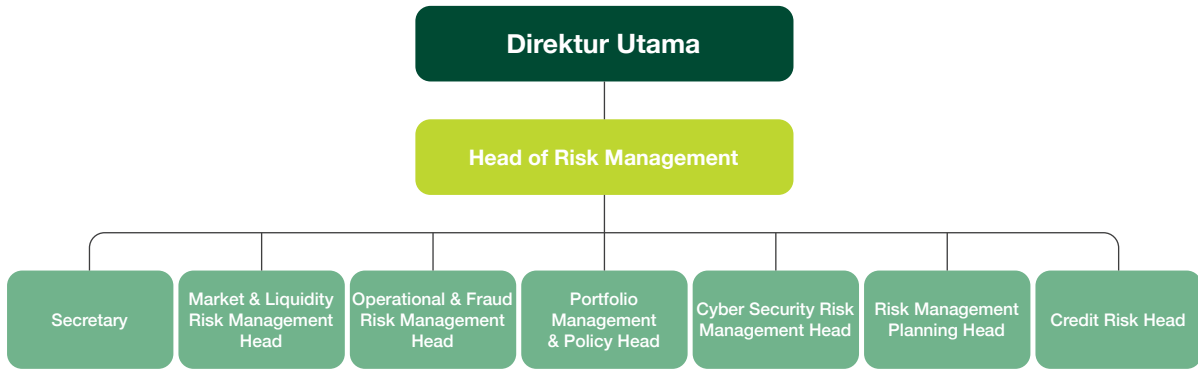 Direktur Utama
Head of Risk Management
Secretary
Market & Liquidity
Risk Management
Head
Operational & Fraud
Risk Management
Head
Portfolio
Management
& Policy Head
Cyber Security Risk
Management Head
Risk Management
Planning Head
Credit Risk Head